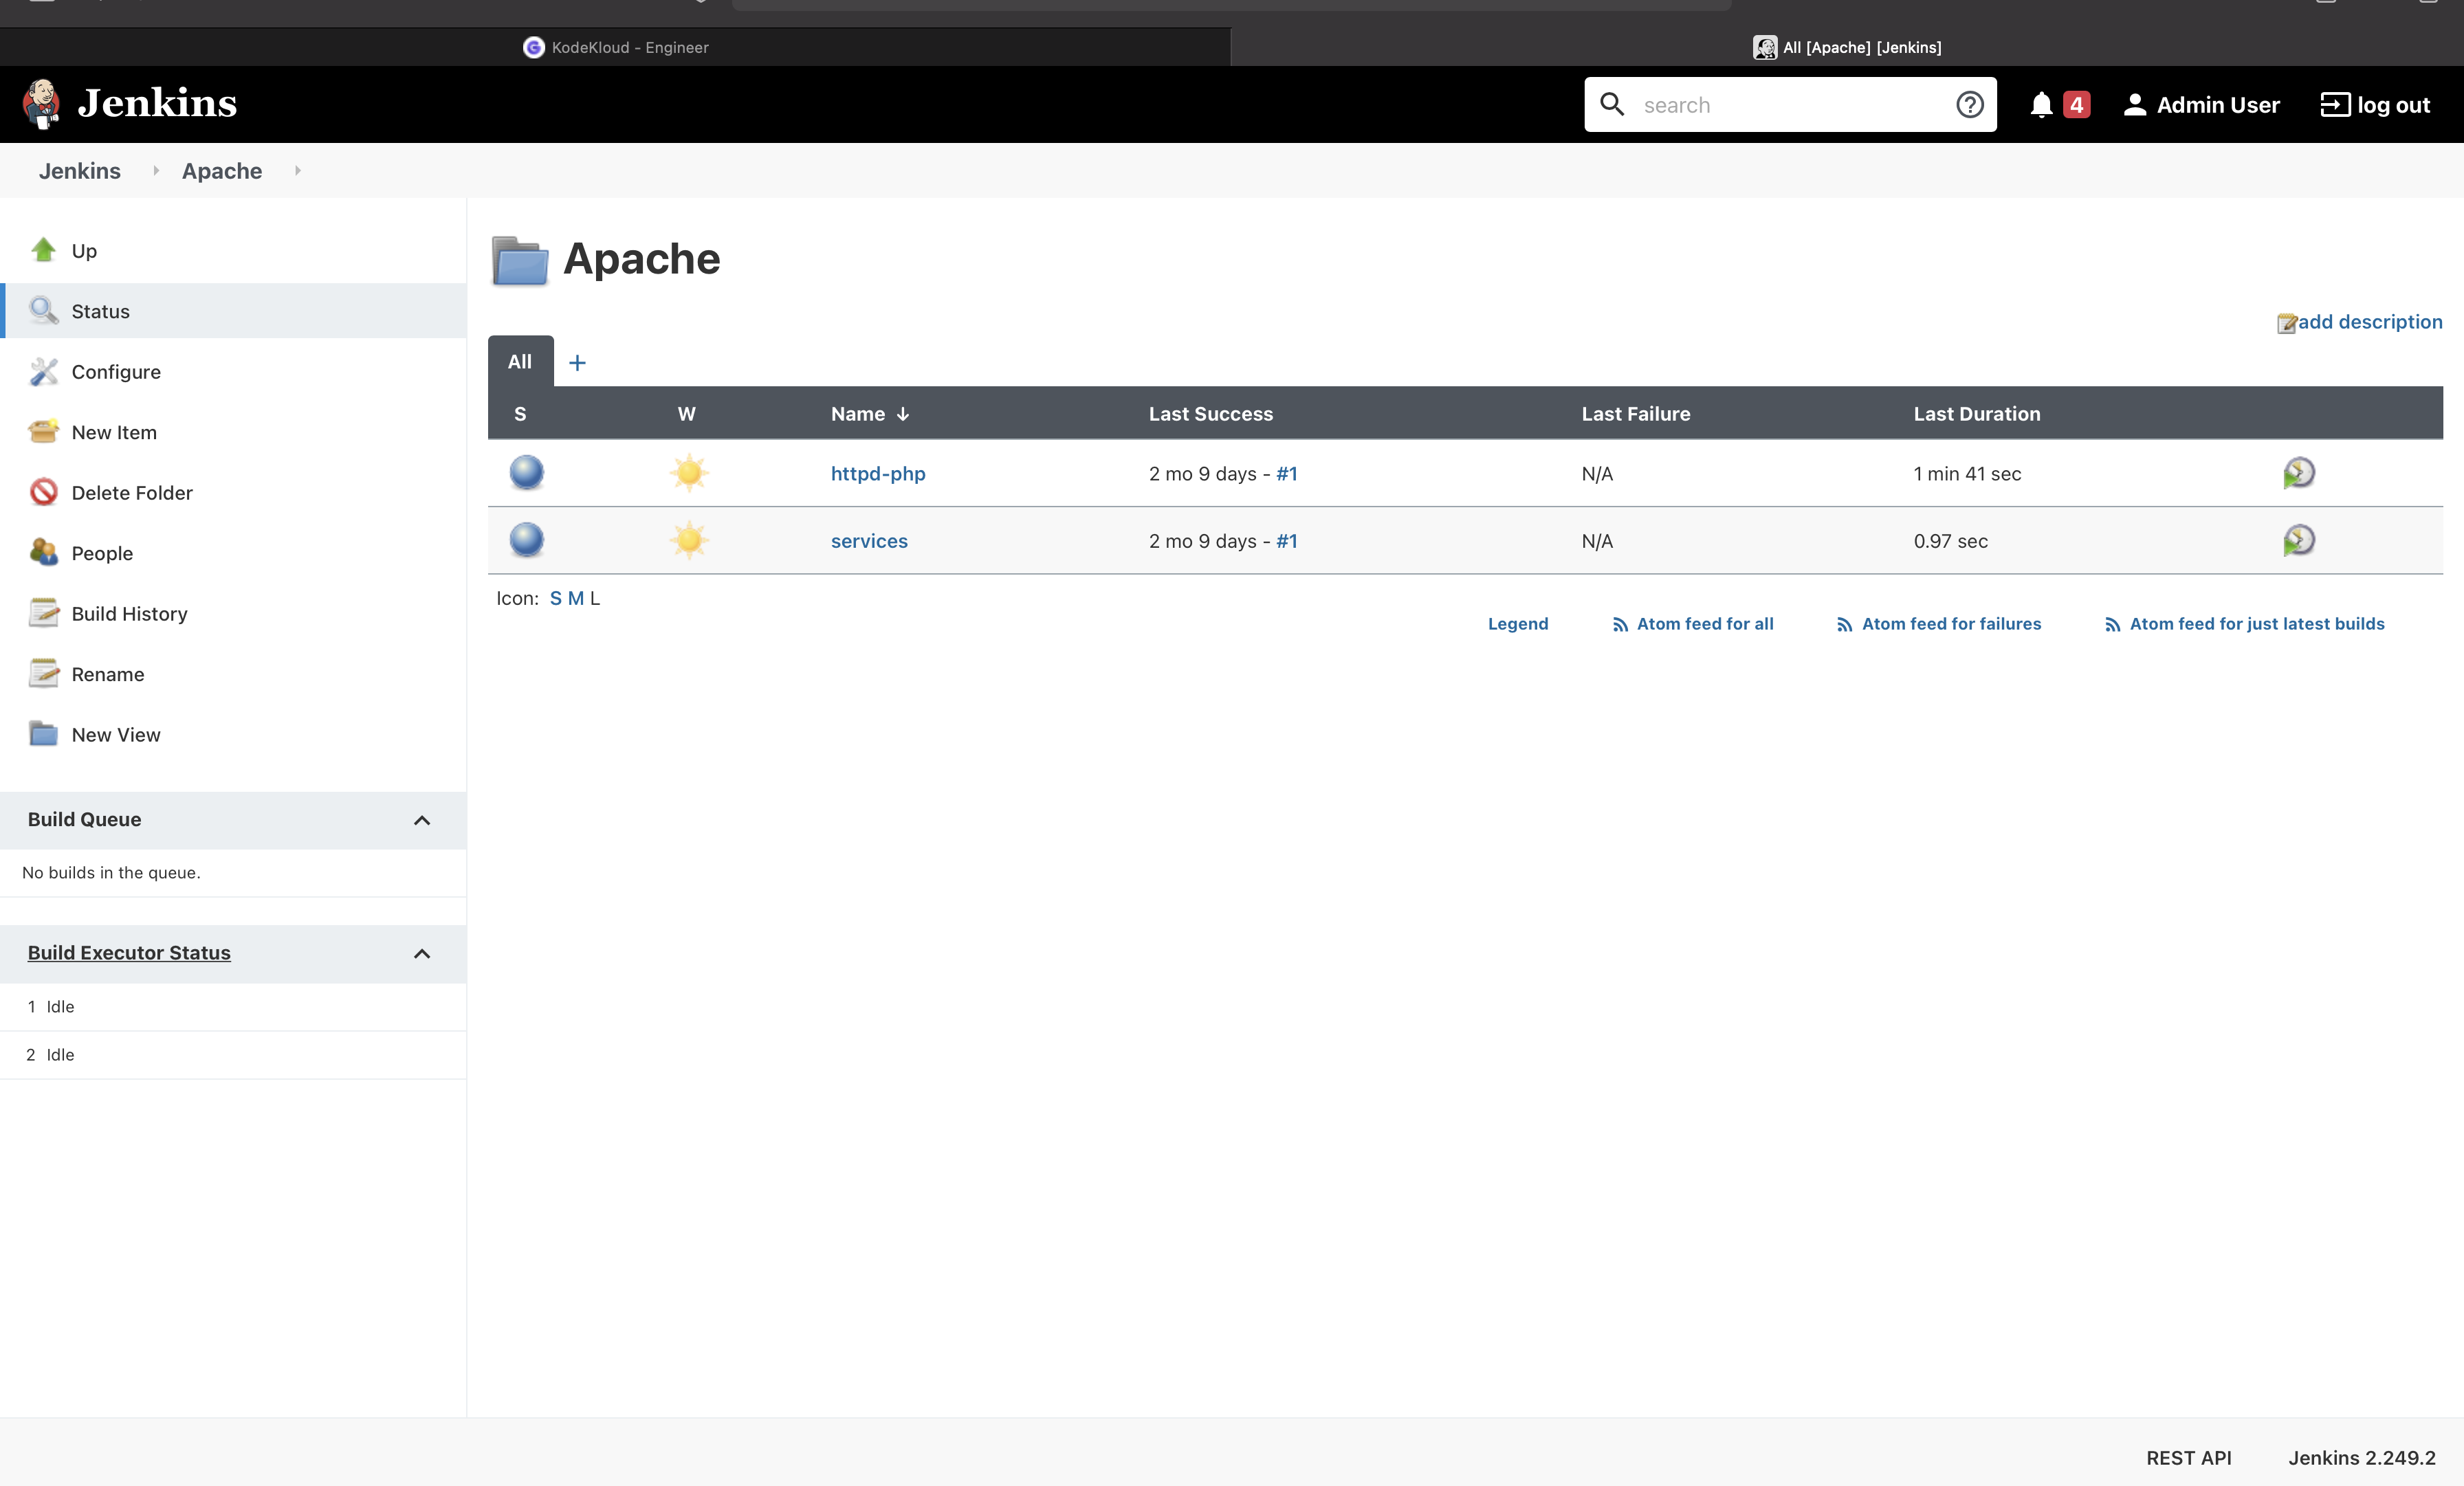 KodeKloud - Engineer
All [Apache] [Jenkins]
Jenkins
search
4
Admin User
log out
Jenkins
Apache
Up
Status
Configure
New Item
Delete Folder
People
Build History
Rename
New View
Build Queue
No builds in the queue.
Build Executor Status
1 Idle
2 Idle
Apache
add description
All +
S W Name ↓ Last Success Last Failure Last Duration
httpd-php 2 mo 9 days - #1 N/A 1 min 41 sec
services 2 mo 9 days - #1 N/A 0.97 sec
Icon: S M L
Legend Atom feed for all Atom feed for failures Atom feed for just latest builds
REST API Jenkins 2.249.2